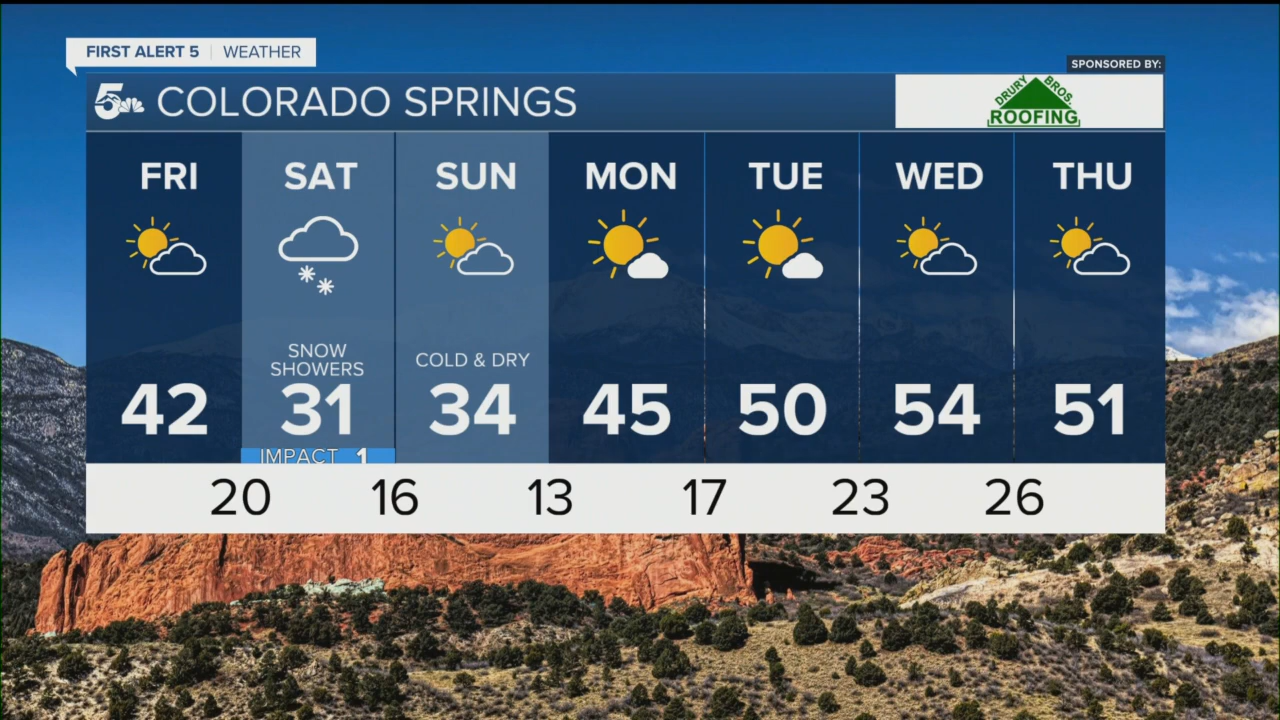 FIRST ALERT 5 | WEATHER
SPONSORED BY:
5 COLORADO SPRINGS
DRURY BROS.
ROOFING
FRI SAT SUN MON TUE WED THU
SNOW
SHOWERS
COLD & DRY
42 31 34 45 50 54 51
IMPACT 1
20 16 13 17 23 26